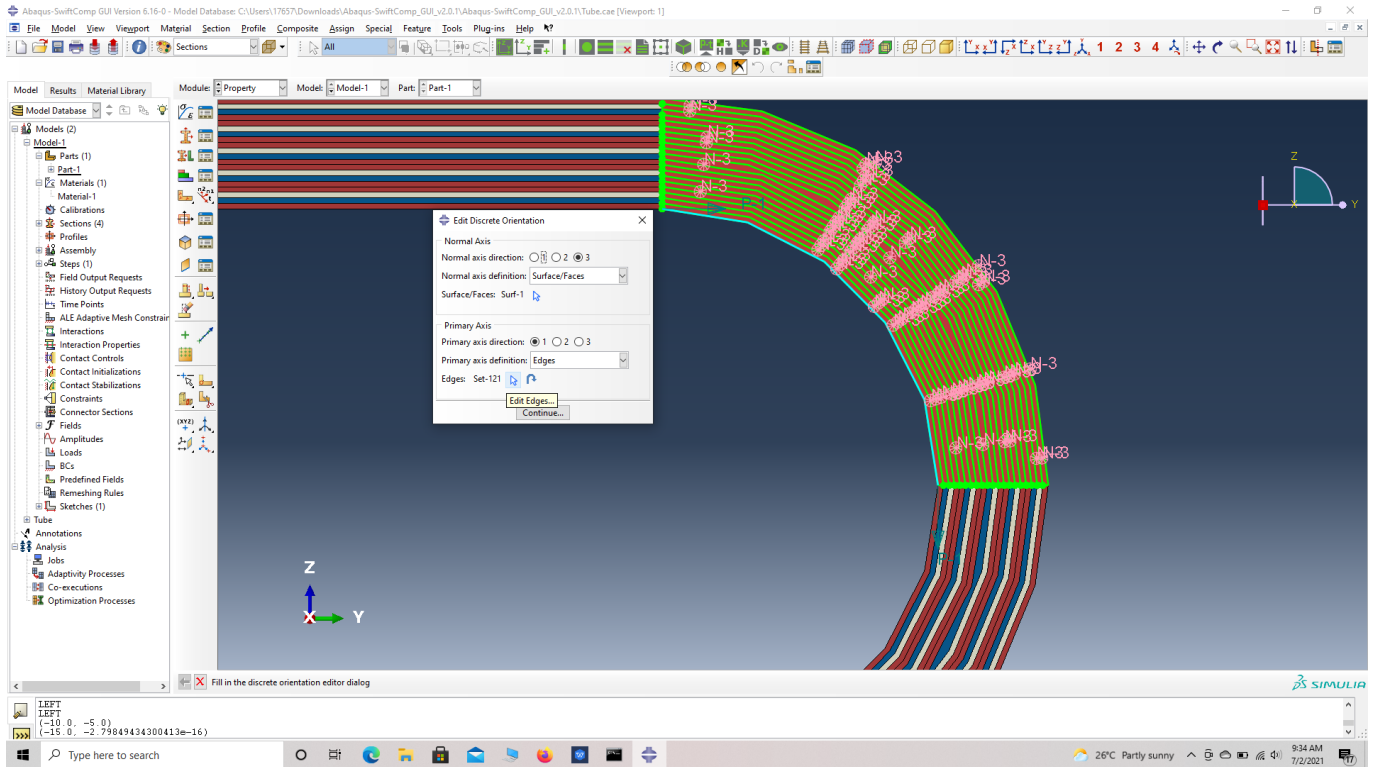 Abaqus-SwiftComp GUI Version 6.16-0 - Model Database: C:\Users\17657\Downloads\Abaqus-SwiftComp_GUI_v2.0.1\Abaqus-SwiftComp_GUI_v2.0.1\Tube.cae [Viewport: 1]
File Model View Viewport Material Section Profile Composite Assign Special Feature Tools Plug-ins Help
Sections
All
1 2 3 4
Model Results Material Library
Module: Property Model: Model-1 Part: Part-1
Model Database
Models (2)
Model-1
Parts (1)
Part-1
Materials (1)
Material-1
Calibrations
Sections (4)
Profiles
Assembly
Steps (1)
Field Output Requests
History Output Requests
Time Points
ALE Adaptive Mesh Constrair
Interactions
Interaction Properties
Contact Controls
Contact Initializations
Contact Stabilizations
Constraints
Connector Sections
Fields
Amplitudes
Loads
BCs
Predefined Fields
Remeshing Rules
Sketches (1)
Tube
Annotations
Analysis
Jobs
Adaptivity Processes
Co-executions
Optimization Processes
Edit Discrete Orientation
Normal Axis
Normal axis direction: 1 2 3
Normal axis definition: Surface/Faces
Surface/Faces: Surf-1
Primary Axis
Primary axis direction: 1 2 3
Primary axis definition: Edges
Edges: Set-121
Edit Edges...
Continue...
N-3
N-3
N-3
N-3
N-3
N-3
N-3
Z
X
Y
Z
X
Y
Fill in the discrete orientation editor dialog
SIMULIA
LEFT
LEFT
(-10.0, -5.0)
(-15.0, -2.79849434300413e-16)
Type here to search
26°C Partly sunny
9:34 AM
7/2/2021